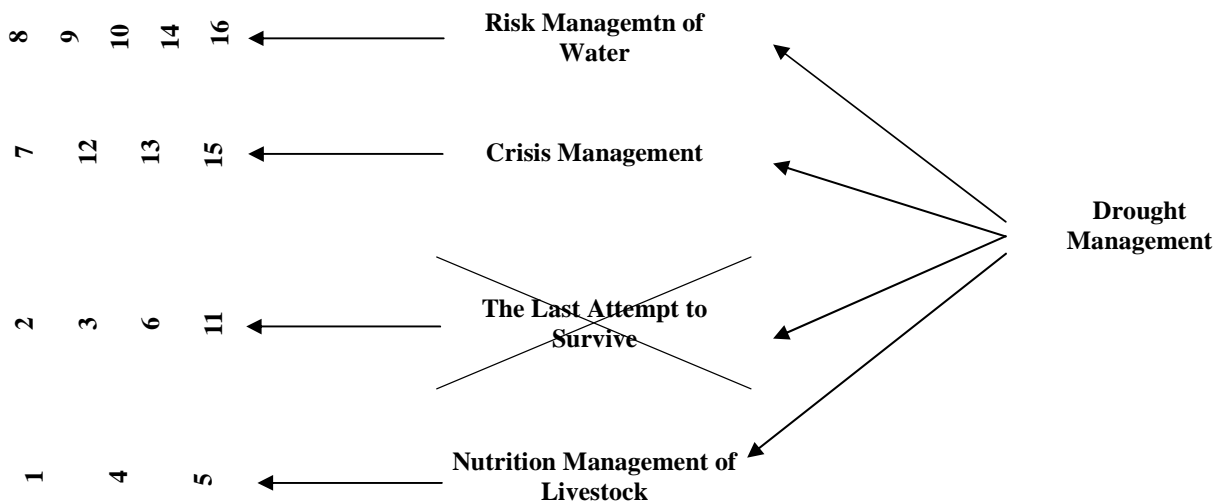 8 9 10 14 16
Risk Managemtn of
Water
7 12 13 15
Crisis Management
Drought
Management
2 3 6 11
The Last Attempt to
Survive
1 4 5
Nutrition Management of
Livestock